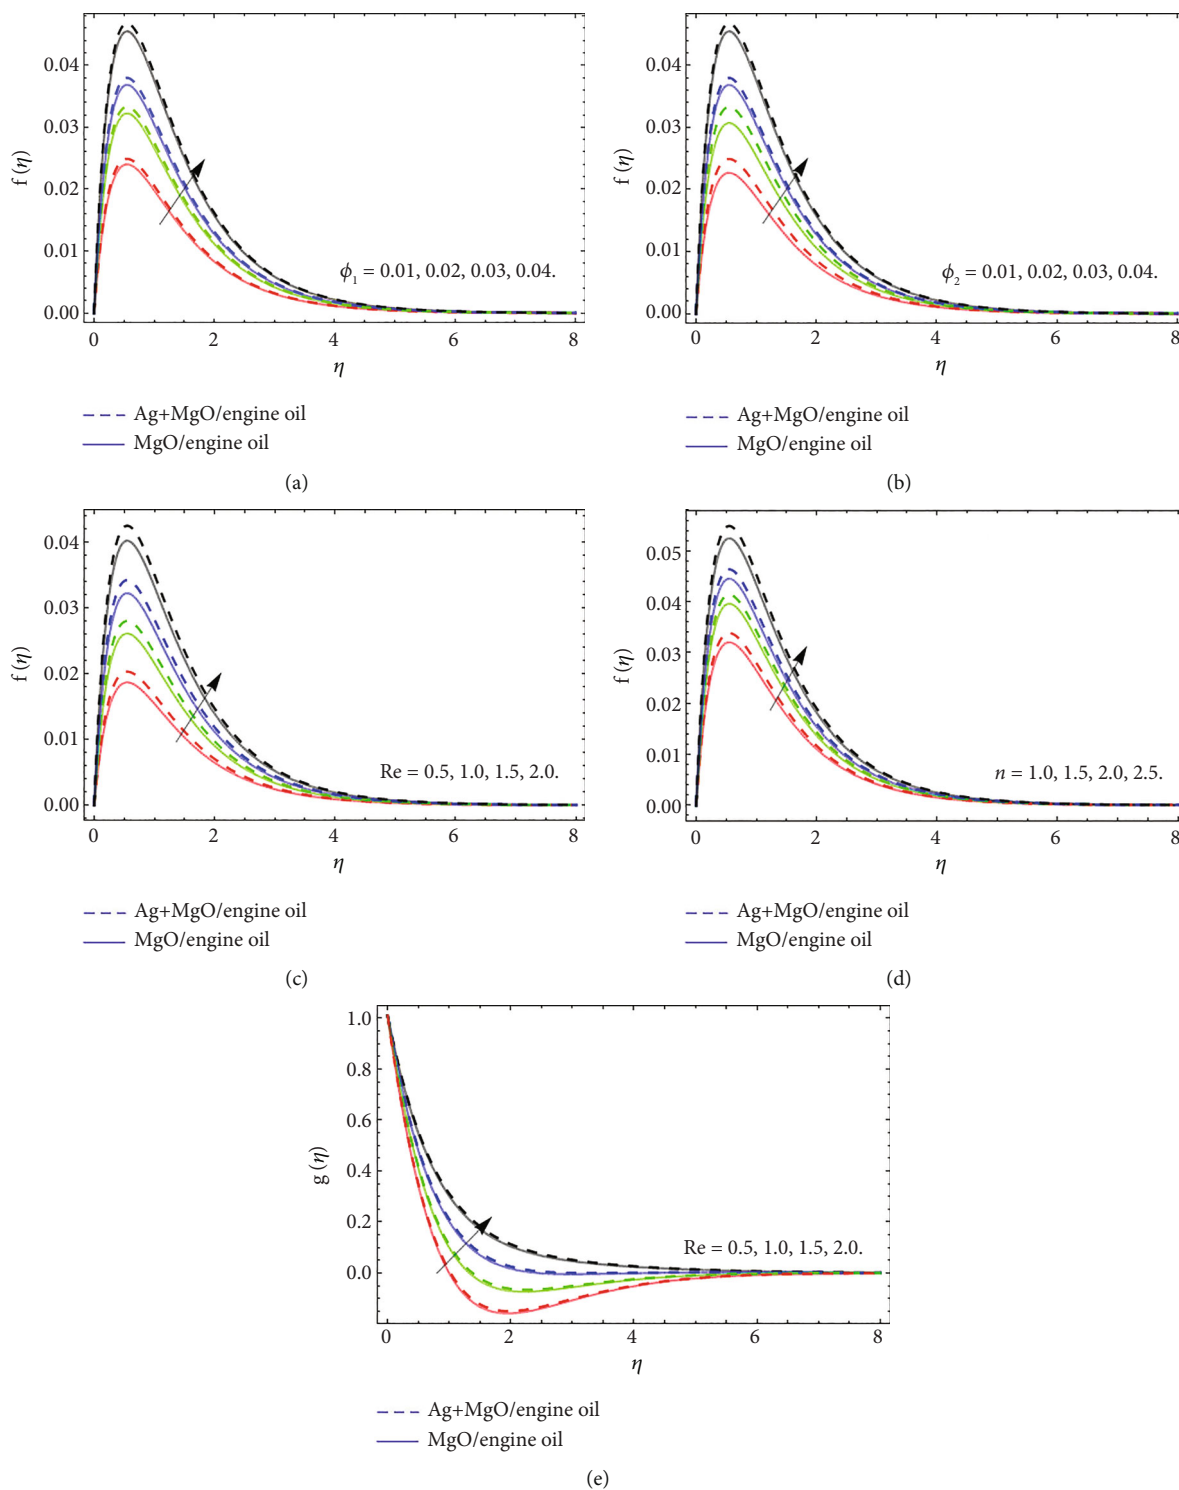 0.04
0.03
0.02
0.01
0.00
f (η)
ϕ1 = 0.01, 0.02, 0.03, 0.04.
0 2 4 6 8
η
Ag+MgO/engine oil
MgO/engine oil
(a)
0.04
0.03
0.02
0.01
0.00
f (η)
ϕ2 = 0.01, 0.02, 0.03, 0.04.
0 2 4 6 8
η
Ag+MgO/engine oil
MgO/engine oil
(b)
0.04
0.03
0.02
0.01
0.00
f (η)
Re = 0.5, 1.0, 1.5, 2.0.
0 2 4 6 8
η
Ag+MgO/engine oil
MgO/engine oil
(c)
0.05
0.04
0.03
0.02
0.01
0.00
f (η)
n = 1.0, 1.5, 2.0, 2.5.
0 2 4 6 8
η
Ag+MgO/engine oil
MgO/engine oil
(d)
1.0
0.8
0.6
0.4
0.2
0.0
g (η)
Re = 0.5, 1.0, 1.5, 2.0.
0 2 4 6 8
η
Ag+MgO/engine oil
MgO/engine oil
(e)